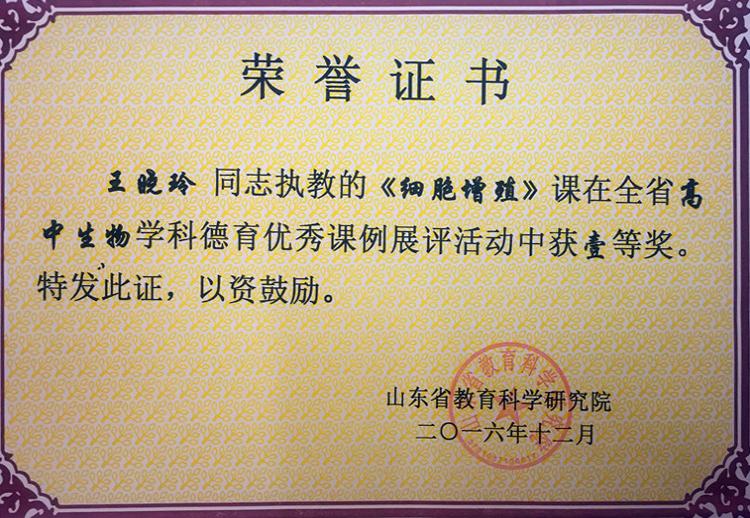 荣誉证书
王晓玲同志执教的《细胞增殖》课在全省高
中生物学科德育优秀课例展评活动中获壹等奖。
特发此证，以资鼓励。
山东省教育科学研究院
二〇一六年十二月